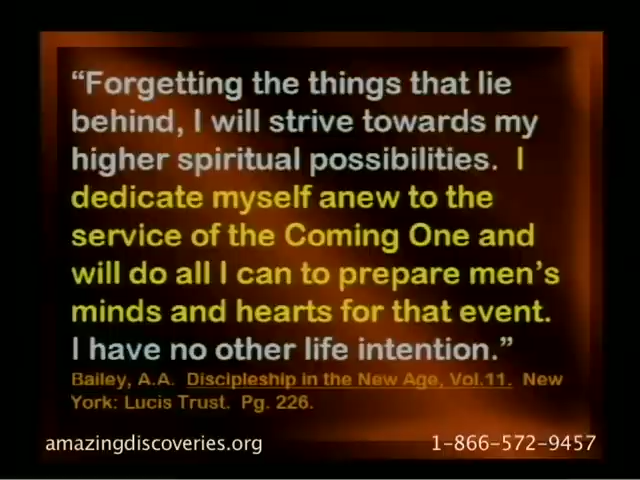 “Forgetting the things that lie
behind, I will strive towards my
higher spiritual possibilities.  I
dedicate myself anew to the
service of the Coming One and
will do all I can to prepare men’s
minds and hearts for that event.
I have no other life intention.”
Bailey, A.A.  Discipleship in the New Age, Vol.11.  New
York: Lucis Trust.  Pg. 226.
amazingdiscoveries.org
1-866-572-9457